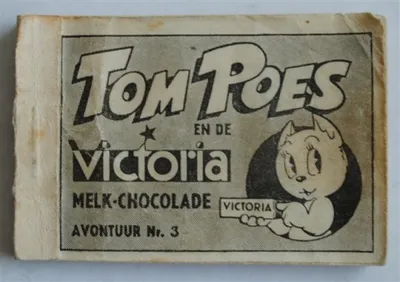 TOM POES
EN DE
Victoria
MELK-CHOCOLADE
VICTORIA
AVONTUUR Nr. 3